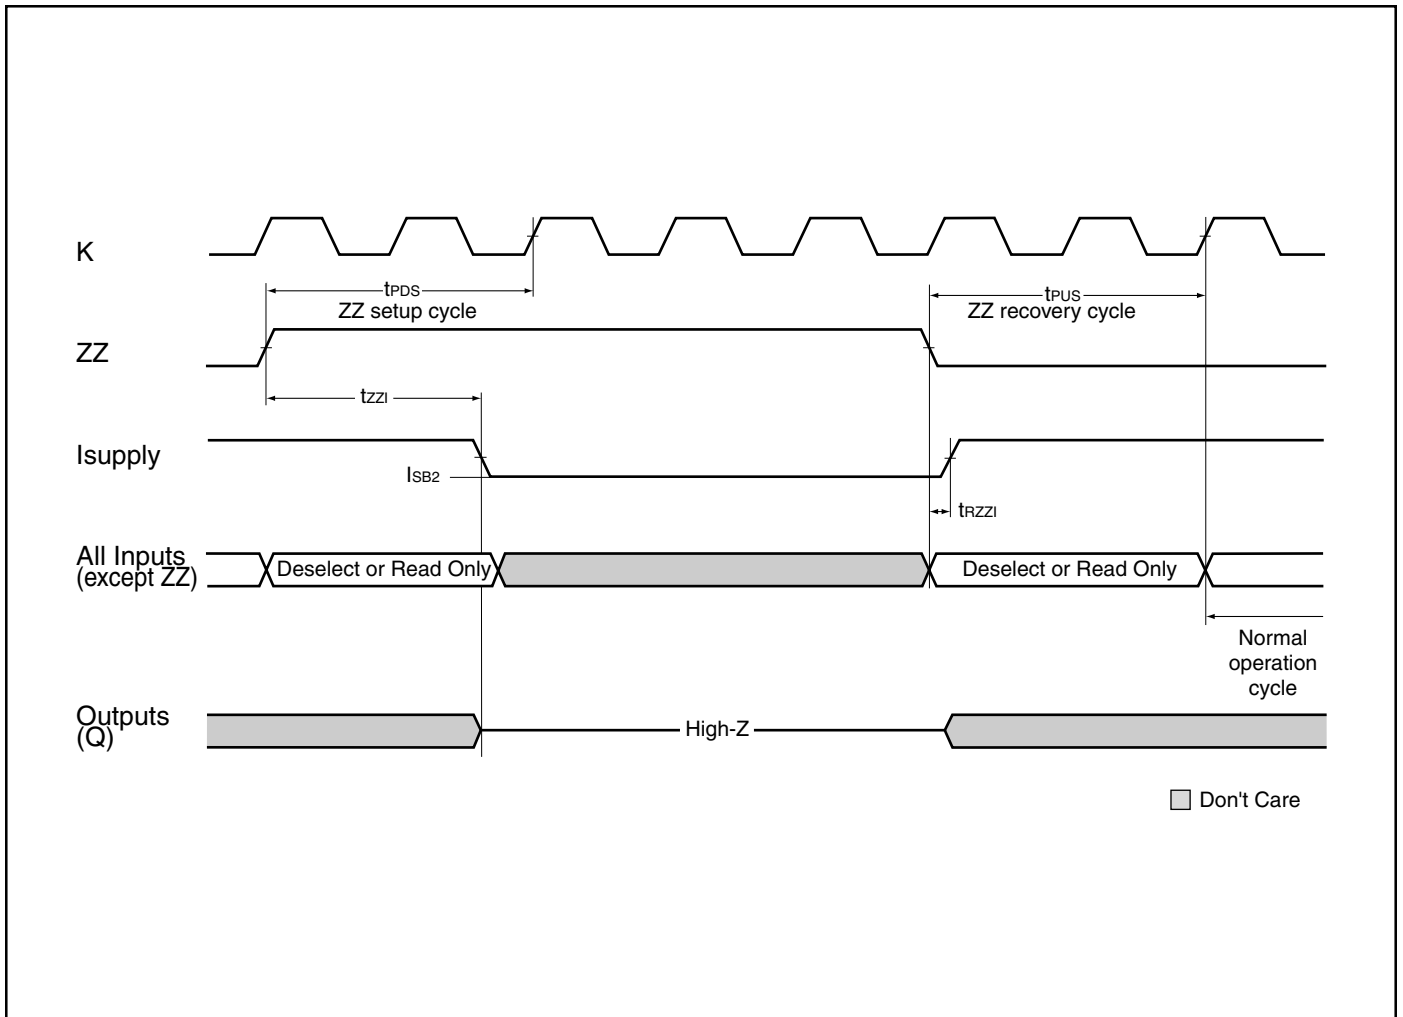 K
tPDS
ZZ setup cycle
tPUS
ZZ recovery cycle
ZZ
tZZI
Isupply
ISB2
tRZZI
All Inputs
(except ZZ)
Deselect or Read Only
Deselect or Read Only
Normal
operation
cycle
Outputs
(Q)
High-Z
Don't Care